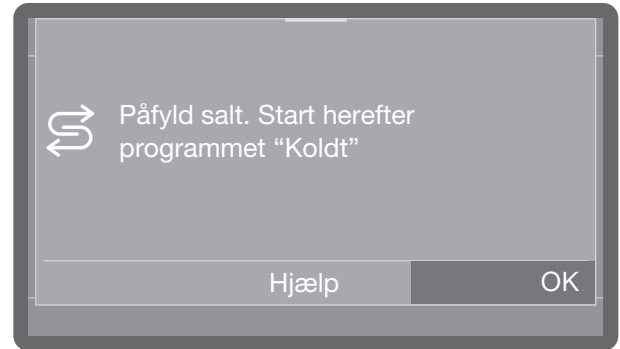 Påfyld salt. Start herefter
programmet “Koldt”
Hjælp
OK